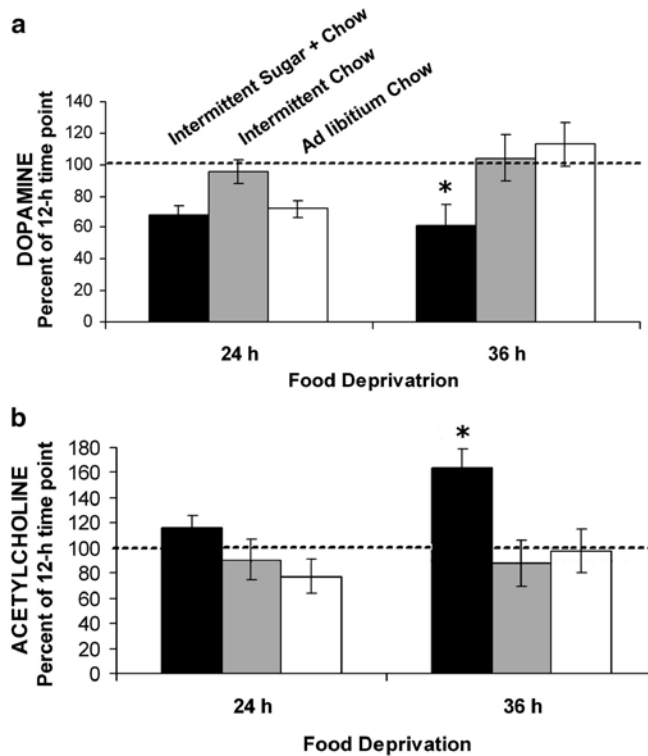 a
Intermittent Sugar + Chow
Intermittent Chow
Ad libitium Chow
DOPAMINE
Percent of 12-h time point
140
120
100
80
60
40
20
0
*
24 h
36 h
Food Deprivatrion
b
ACETYLCHOLINE
Percent of 12-h time point
180
160
140
120
100
80
60
40
20
0
*
24 h
36 h
Food Deprivation